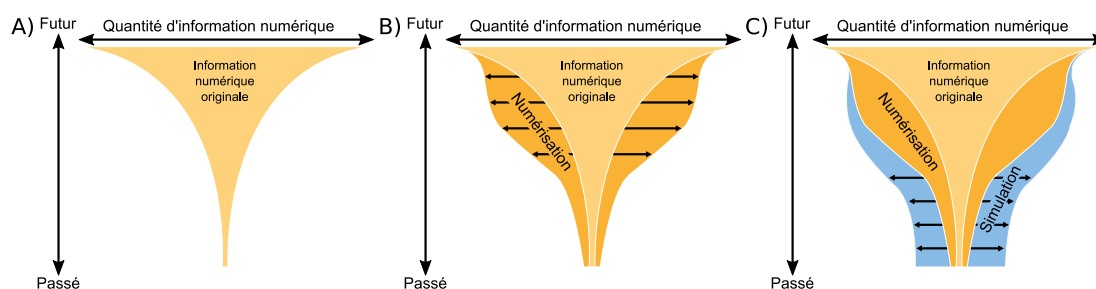 A)
Futur
Quantité d'information numérique
Information
numérique
originale
Passé
B)
Futur
Quantité d'information numérique
Information
numérique
originale
Numérisation
Passé
C)
Futur
Quantité d'information numérique
Information
numérique
originale
Numérisation
Simulation
Passé